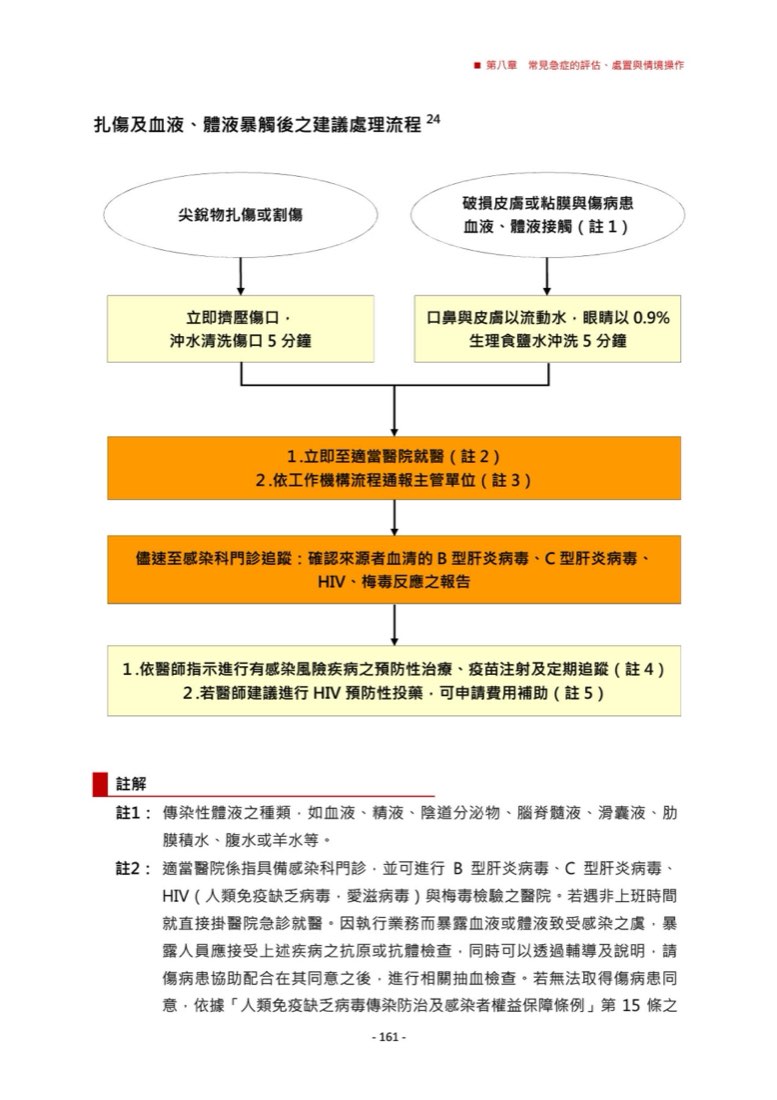 ■ 第八章　常見急症的評估、處置與情境操作
扎傷及血液、體液暴觸後之建議處理流程 24
尖銳物扎傷或割傷
破損皮膚或粘膜與傷病患
血液、體液接觸（註 1）
立即擠壓傷口，
沖水清洗傷口 5 分鐘
口鼻與皮膚以流動水，眼睛以 0.9%
生理食鹽水沖洗 5 分鐘
1.立即至適當醫院就醫（註 2）
2.依工作機構流程通報主管單位（註 3）
儘速至感染科門診追蹤：確認來源者血清的 B 型肝炎病毒、C 型肝炎病毒、
HIV、梅毒反應之報告
1.依醫師指示進行有感染風險疾病之預防性治療、疫苗注射及定期追蹤（註 4）
2.若醫師建議進行 HIV 預防性投藥，可申請費用補助（註 5）
註解
註1： 傳染性體液之種類，如血液、精液、陰道分泌物、腦脊髓液、滑囊液、肋
膜積水、腹水或羊水等。
註2： 適當醫院係指具備感染科門診，並可進行 B 型肝炎病毒、C 型肝炎病毒、
HIV（人類免疫缺乏病毒，愛滋病毒）與梅毒檢驗之醫院。若遇非上班時間
就直接掛醫院急診就醫。因執行業務而暴露血液或體液致受感染之虞，暴
露人員應接受上述疾病之抗原或抗體檢查，同時可以透過輔導及說明，請
傷病患協助配合在其同意之後，進行相關抽血檢查。若無法取得傷病患同
意，依據「人類免疫缺乏病毒傳染防治及感染者權益保障條例」第 15 條之
- 161 -